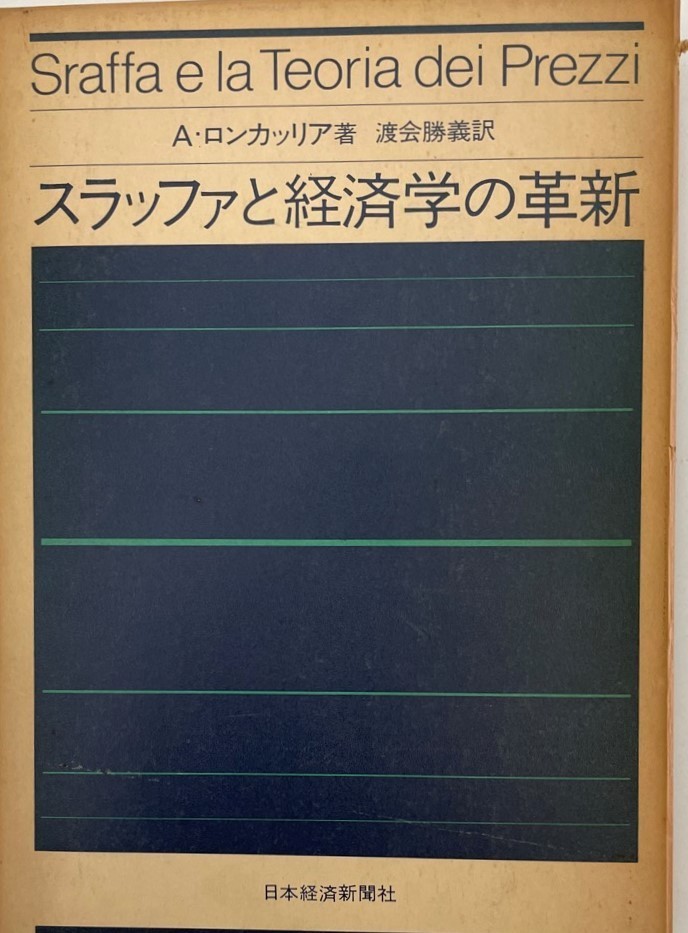 Sraffa e la Teoria dei Prezzi
A・ロンカッリア著 渡会勝義訳
スラッファと経済学の革新
日本経済新聞社